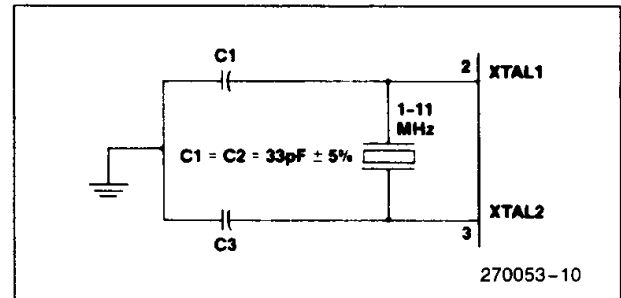 C1
2 XTAL1
1-11
MHz
C1 = C2 = 33pF ± 5%
C3
XTAL2
3
270053-10